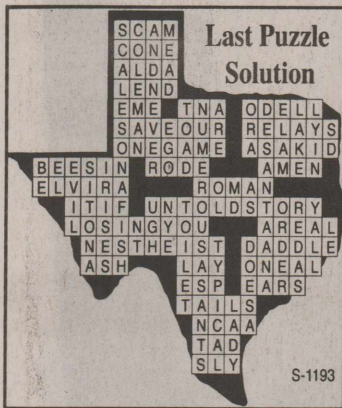 Last Puzzle
Solution
SCAM
CONE
ALDA
LEND
EME TNA ODELL
SAVEOUR RELAYS
ONEGAME ASAKID
BEESIN RODE AMEN
ELVIRA ROMAN
ITIF UNTOLDSTORY
LOSINGYOU AREAL
NESTHEIST DADDLE
ASH LAY ONEAL
ESP EARS
TAILS
NCAA
TAD
SLY
S-1193